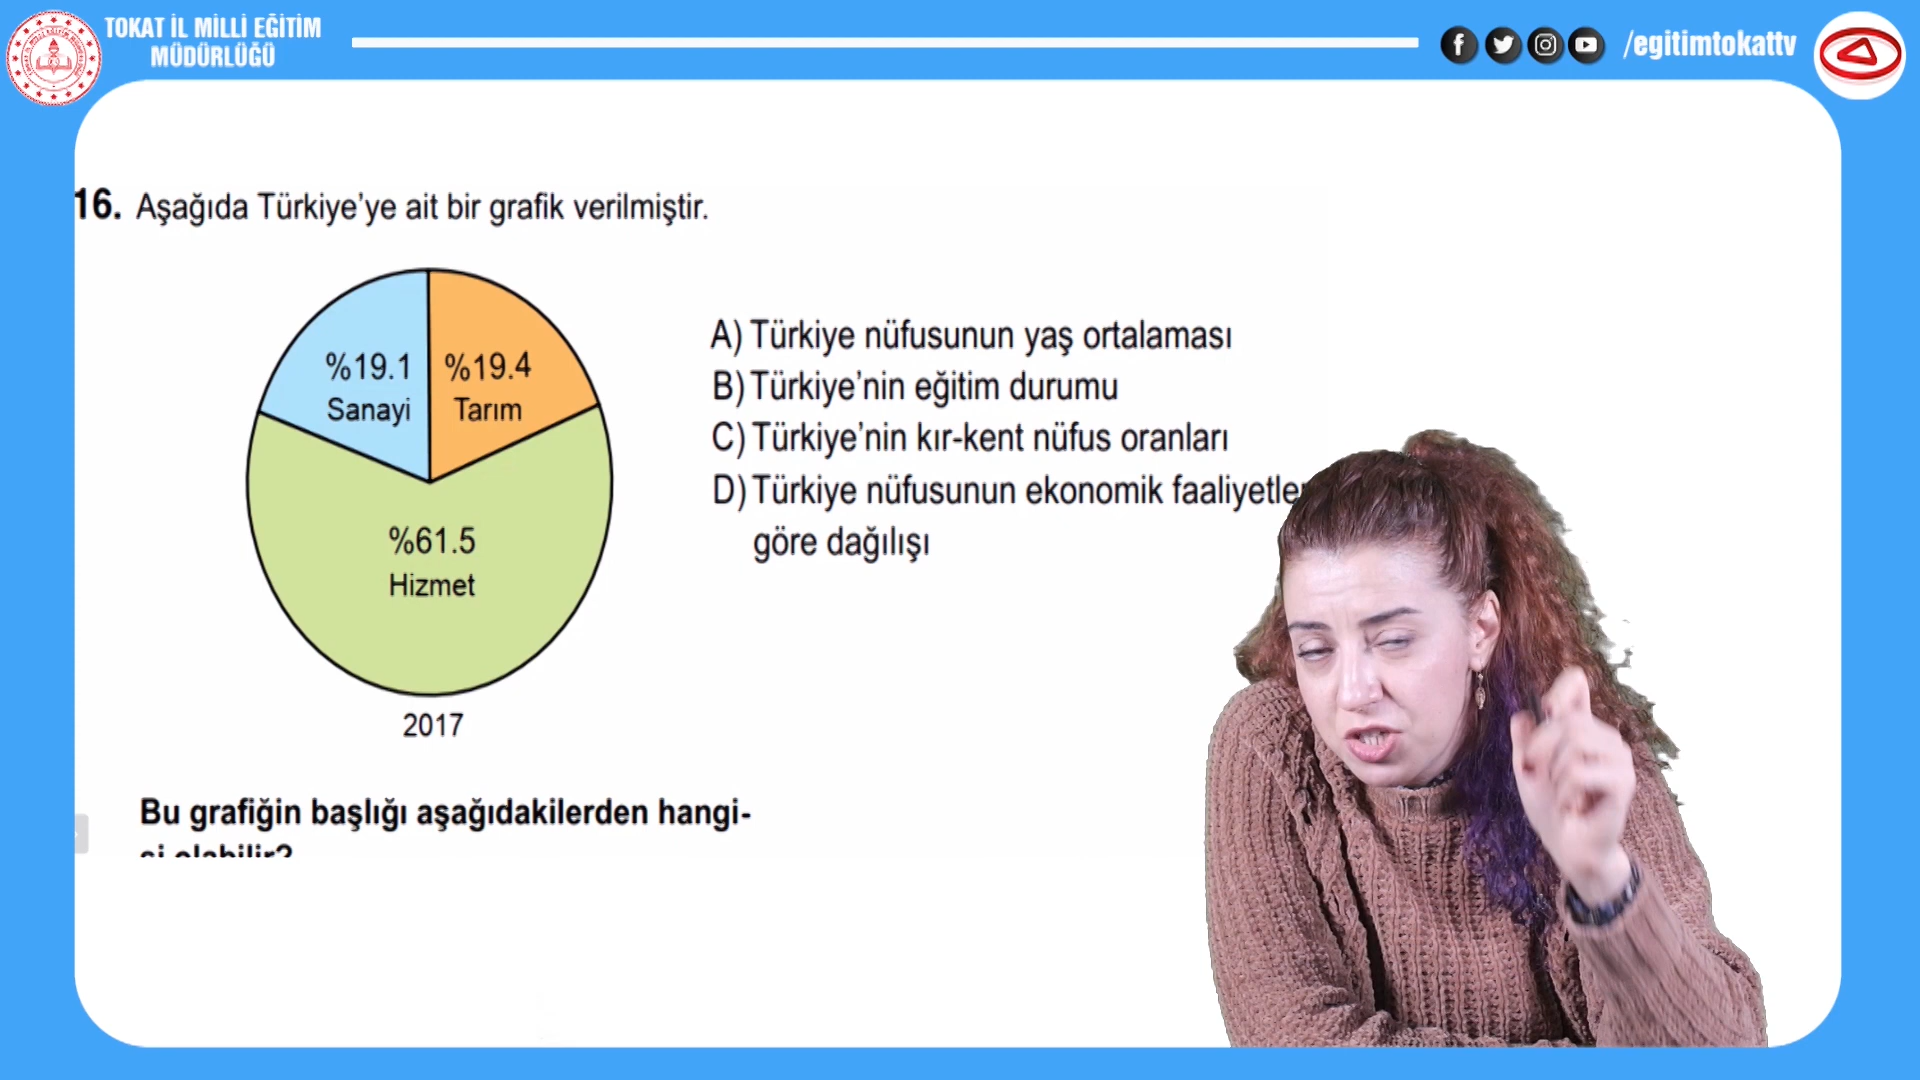 TOKAT İL MİLLİ EĞİTİM
MÜDÜRLÜĞÜ
/egitimtokattv
16. Aşağıda Türkiye'ye ait bir grafik verilmiştir.
%19.1
Sanayi
%19.4
Tarım
%61.5
Hizmet
2017
A) Türkiye nüfusunun yaş ortalaması
B) Türkiye'nin eğitim durumu
C) Türkiye'nin kır-kent nüfus oranları
D) Türkiye nüfusunun ekonomik
göre dağılışı
Bu grafiğin başlığı aşağıdakilerden hangi-
si olabilir?